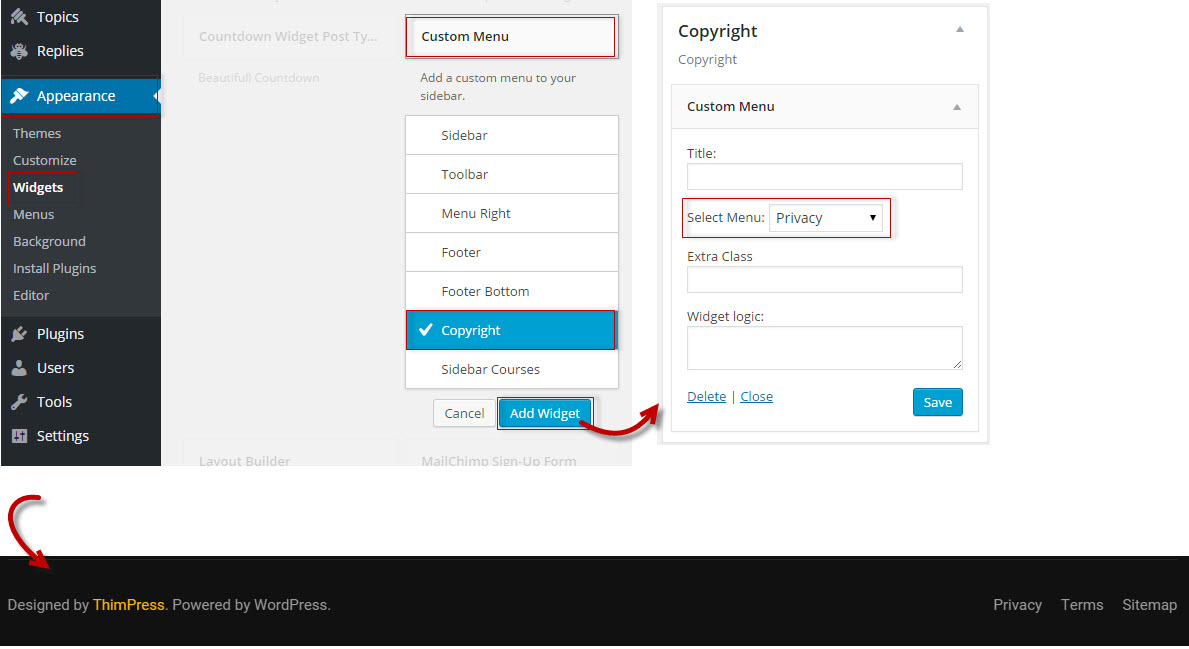 Topics
Replies
Appearance
Themes
Customize
Widgets
Menus
Background
Install Plugins
Editor
Plugins
Users
Tools
Settings
Countdown Widget Post Ty...
Beautifull Countdown
Layout Builder
Custom Menu
Add a custom menu to your
sidebar.
Sidebar
Toolbar
Menu Right
Footer
Footer Bottom
Copyright
Sidebar Courses
Cancel
Add Widget
MailChimp Sign-Up Form
Copyright
Copyright
Custom Menu
Title:
Select Menu: Privacy
Extra Class
Widget logic:
Delete | Close
Save
Designed by ThimPress. Powered by WordPress.
Privacy Terms Sitemap